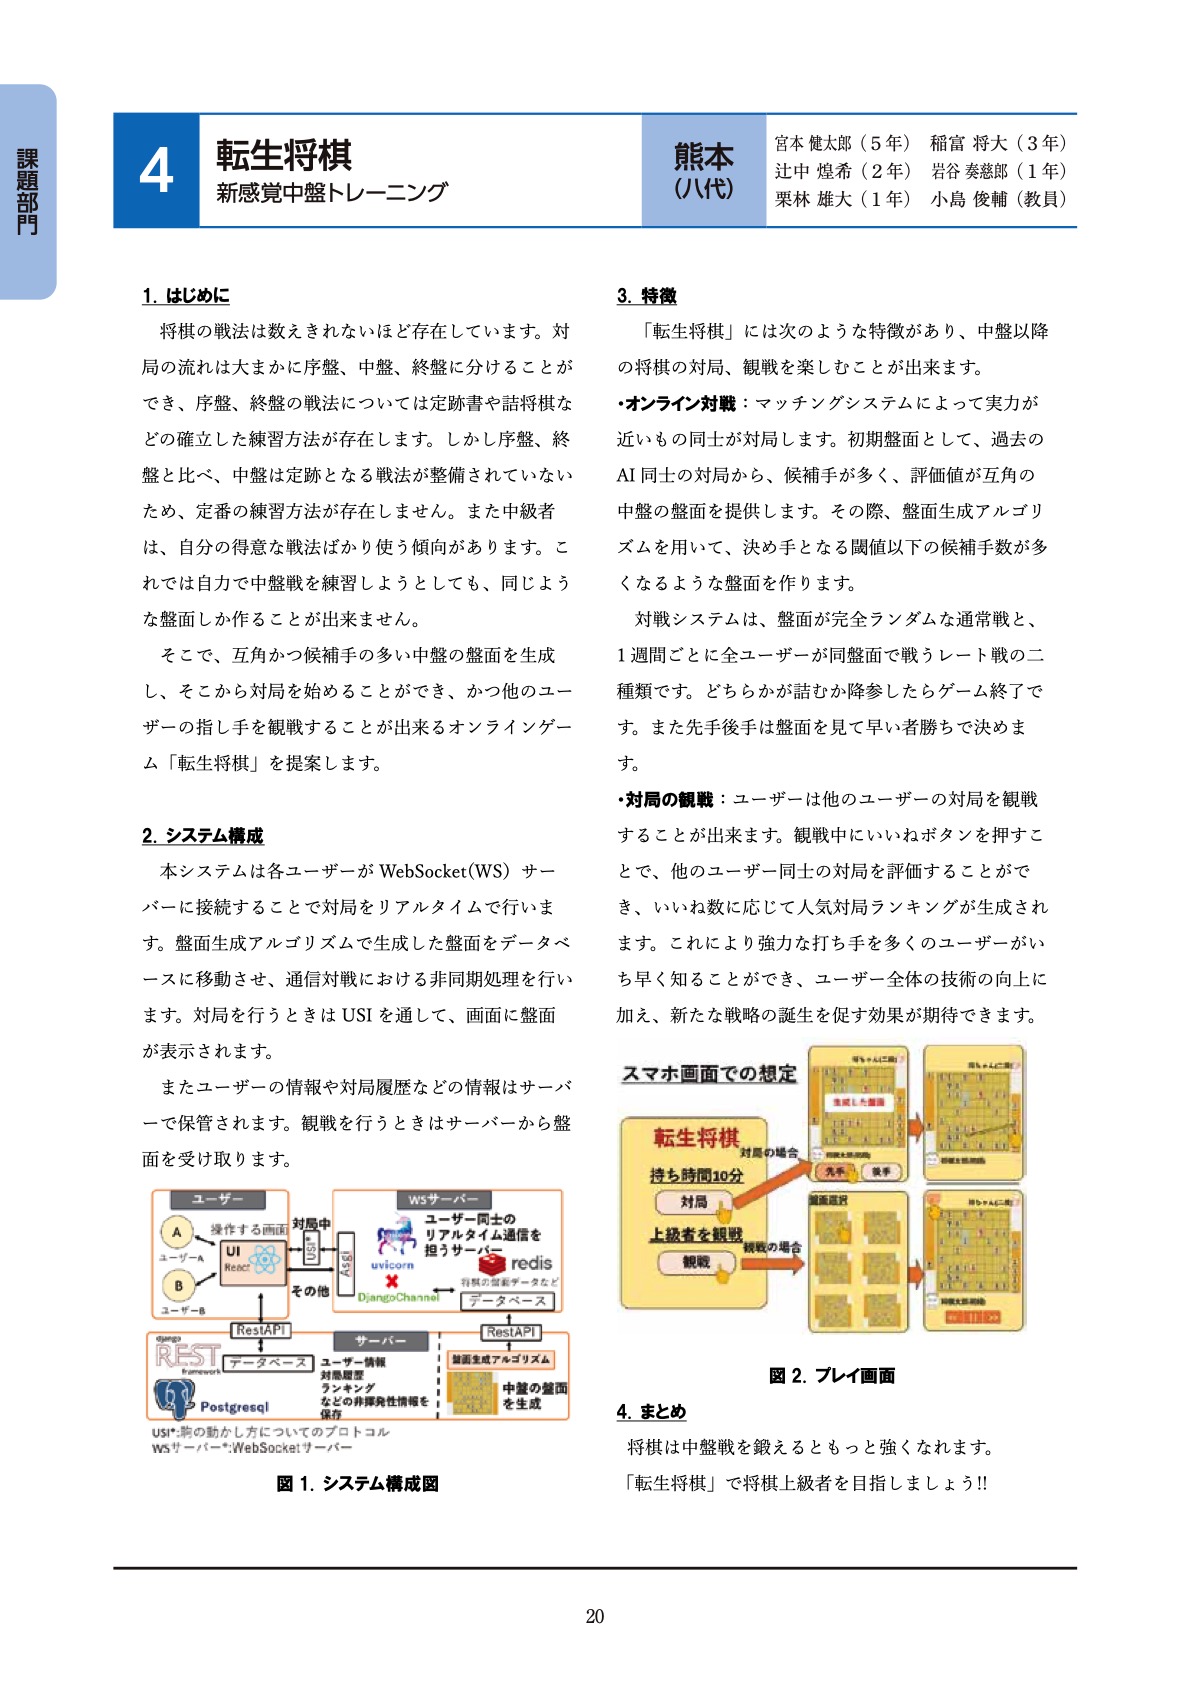 課題部門
4
転生将棋
新感覚中盤トレーニング
熊本
（八代）
宮本 健太郎（５年）　稲富 将大（３年）
辻中 煌希（２年）　岩谷 奏慈郎（１年）
栗林 雄大（１年）　小島 俊輔（教員）
1. はじめに
　将棋の戦法は数えきれないほど存在しています。対
局の流れは大まかに序盤、中盤、終盤に分けることが
でき、序盤、終盤の戦法については定跡書や詰将棋な
どの確立した練習方法が存在します。しかし序盤、終
盤と比べ、中盤は定跡となる戦法が整備されていない
ため、定番の練習方法が存在しません。また中級者
は、自分の得意な戦法ばかり使う傾向があります。こ
れでは自力で中盤戦を練習しようとしても、同じよう
な盤面しか作ることが出来ません。
　そこで、互角かつ候補手の多い中盤の盤面を生成
し、そこから対局を始めることができ、かつ他のユー
ザーの指し手を観戦することが出来るオンラインゲー
ム「転生将棋」を提案します。
2. システム構成
　本システムは各ユーザーが WebSocket(WS）サー
バーに接続することで対局をリアルタイムで行いま
す。盤面生成アルゴリズムで生成した盤面をデータベ
ースに移動させ、通信対戦における非同期処理を行い
ます。対局を行うときは USI を通して、画面に盤面
が表示されます。
　またユーザーの情報や対局履歴などの情報はサーバ
ーで保管されます。観戦を行うときはサーバーから盤
面を受け取ります。
ユーザー
A
ユーザーA
B
ユーザーB
操作する画面
UI
React
対局中
USI*
その他
Asgi
WSサーバー
ユーザー同士の
リアルタイム通信を
担うサーバー
uvicorn
DjangoChannel
redis
将棋の盤面データなど
データベース
RestAPI
RestAPI
django
REST
framework
データベース
Postgresql
サーバー
ユーザー情報
対局履歴
ランキング
などの非揮発性情報を
保存
盤面生成アルゴリズム
中盤の盤面
を生成
USI*:駒の動かし方についてのプロトコル
WSサーバー*:WebSocketサーバー
図 1. システム構成図
3. 特徴
　「転生将棋」には次のような特徴があり、中盤以降
の将棋の対局、観戦を楽しむことが出来ます。
・オンライン対戦：マッチングシステムによって実力が
近いもの同士が対局します。初期盤面として、過去の
AI 同士の対局から、候補手が多く、評価値が互角の
中盤の盤面を提供します。その際、盤面生成アルゴリ
ズムを用いて、決め手となる閾値以下の候補手数が多
くなるような盤面を作ります。
　対戦システムは、盤面が完全ランダムな通常戦と、
1 週間ごとに全ユーザーが同盤面で戦うレート戦の二
種類です。どちらかが詰むか降参したらゲーム終了で
す。また先手後手は盤面を見て早い者勝ちで決めま
す。
・対局の観戦：ユーザーは他のユーザーの対局を観戦
することが出来ます。観戦中にいいねボタンを押すこ
とで、他のユーザー同士の対局を評価することがで
き、いいね数に応じて人気対局ランキングが生成され
ます。これにより強力な打ち手を多くのユーザーがい
ち早く知ることができ、ユーザー全体の技術の向上に
加え、新たな戦略の誕生を促す効果が期待できます。
スマホ画面での想定
転生将棋
持ち時間10分
対局
上級者を観戦
観戦
対局の場合
観戦の場合
生成した盤面
先手
後手
盤面選択
図 2. プレイ画面
4. まとめ
将棋は中盤戦を鍛えるともっと強くなれます。
「転生将棋」で将棋上級者を目指しましょう!!
20